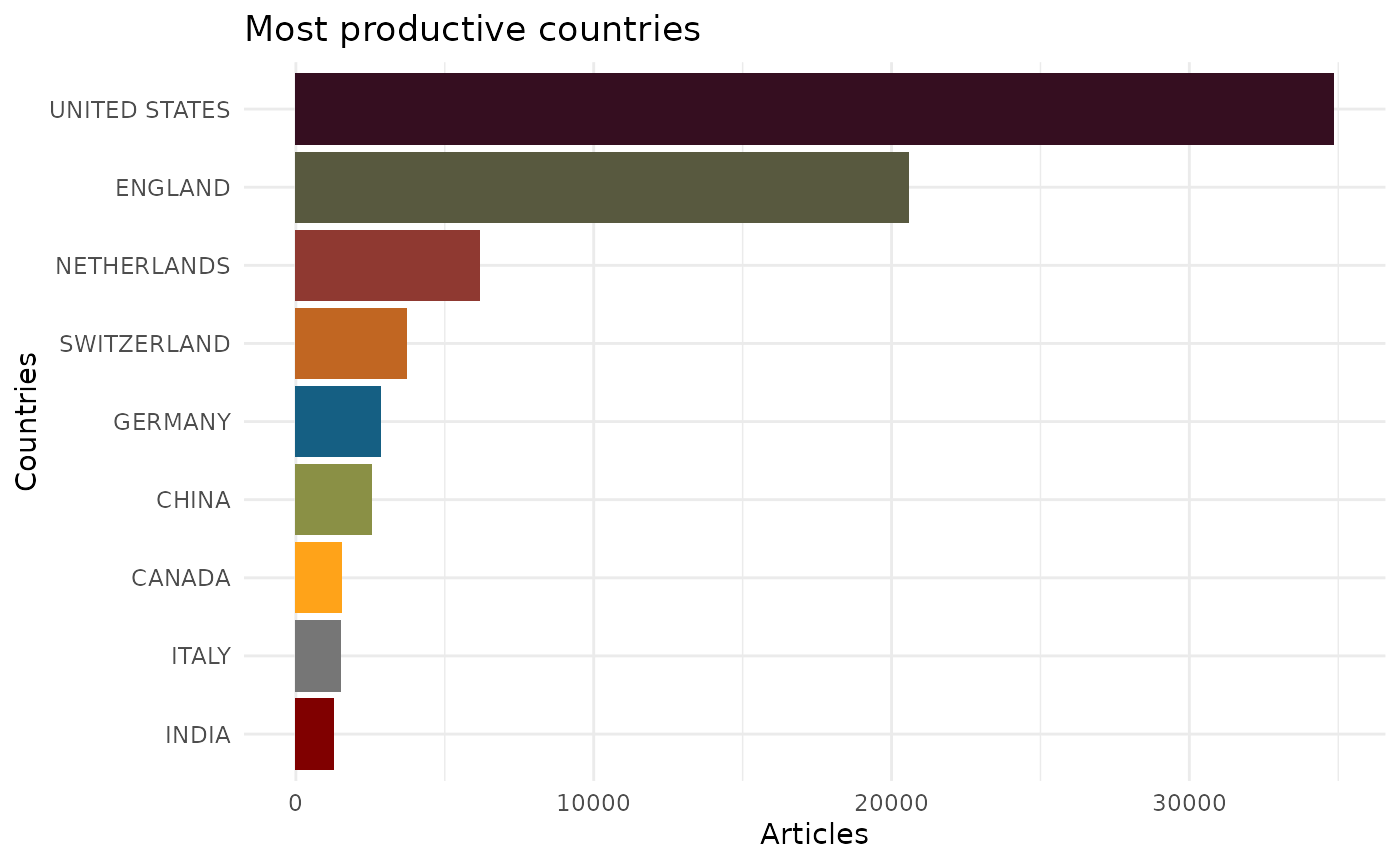 Most productive countries
UNITED STATES
ENGLAND
NETHERLANDS
SWITZERLAND
GERMANY
CHINA
CANADA
ITALY
INDIA
Countries
0 10000 20000 30000
Articles